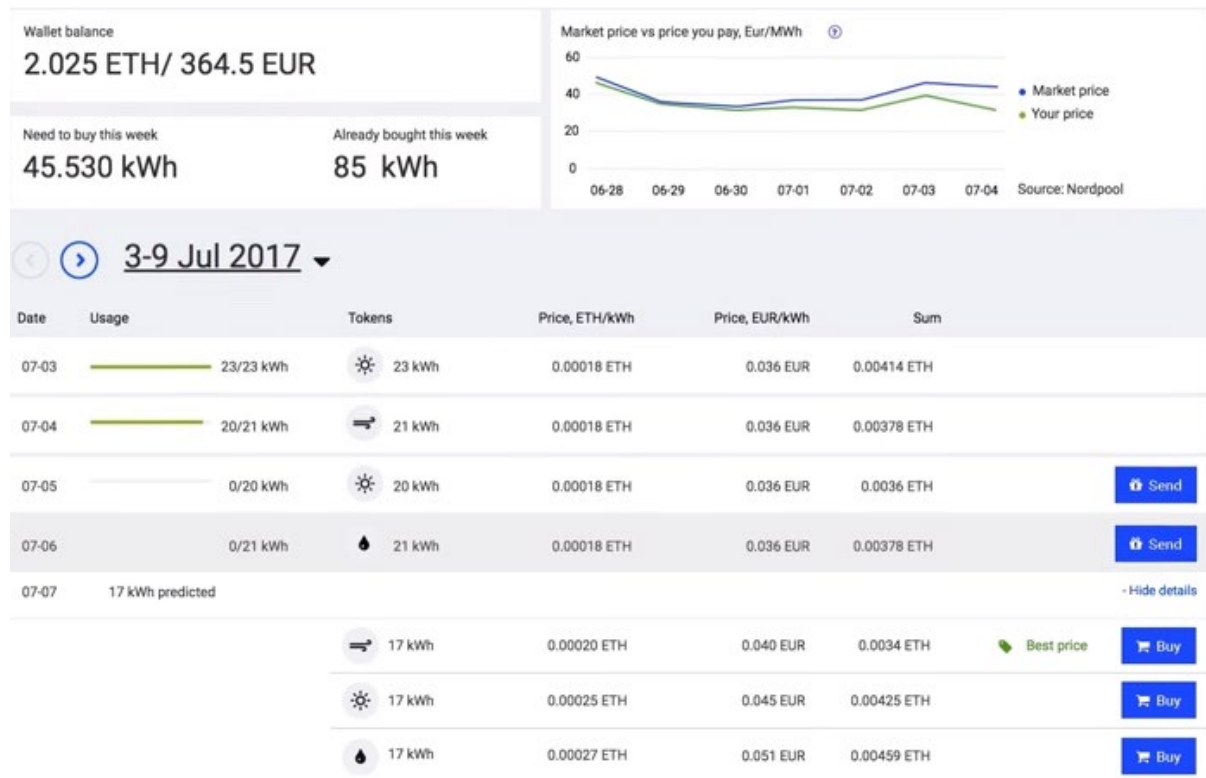 Wallet balance
2.025 ETH/ 364.5 EUR
Need to buy this week
45.530 kWh
Already bought this week
85 kWh
Market price vs price you pay, Eur/MWh ?
60
40
20
0
06-28 06-29 06-30 07-01 07-02 07-03 07-04
Market price
Your price
Source: Nordpool
3-9 Jul 2017
Date Usage Tokens Price, ETH/kWh Price, EUR/kWh Sum
07-03 23/23 kWh 23 kWh 0.00018 ETH 0.036 EUR 0.00414 ETH
07-04 20/21 kWh 21 kWh 0.00018 ETH 0.036 EUR 0.00378 ETH
07-05 0/20 kWh 20 kWh 0.00018 ETH 0.036 EUR 0.0036 ETH Send
07-06 0/21 kWh 21 kWh 0.00018 ETH 0.036 EUR 0.00378 ETH Send
07-07 17 kWh predicted - Hide details
17 kWh 0.00020 ETH 0.040 EUR 0.0034 ETH Best price Buy
17 kWh 0.00025 ETH 0.045 EUR 0.00425 ETH Buy
17 kWh 0.00027 ETH 0.051 EUR 0.00459 ETH Buy